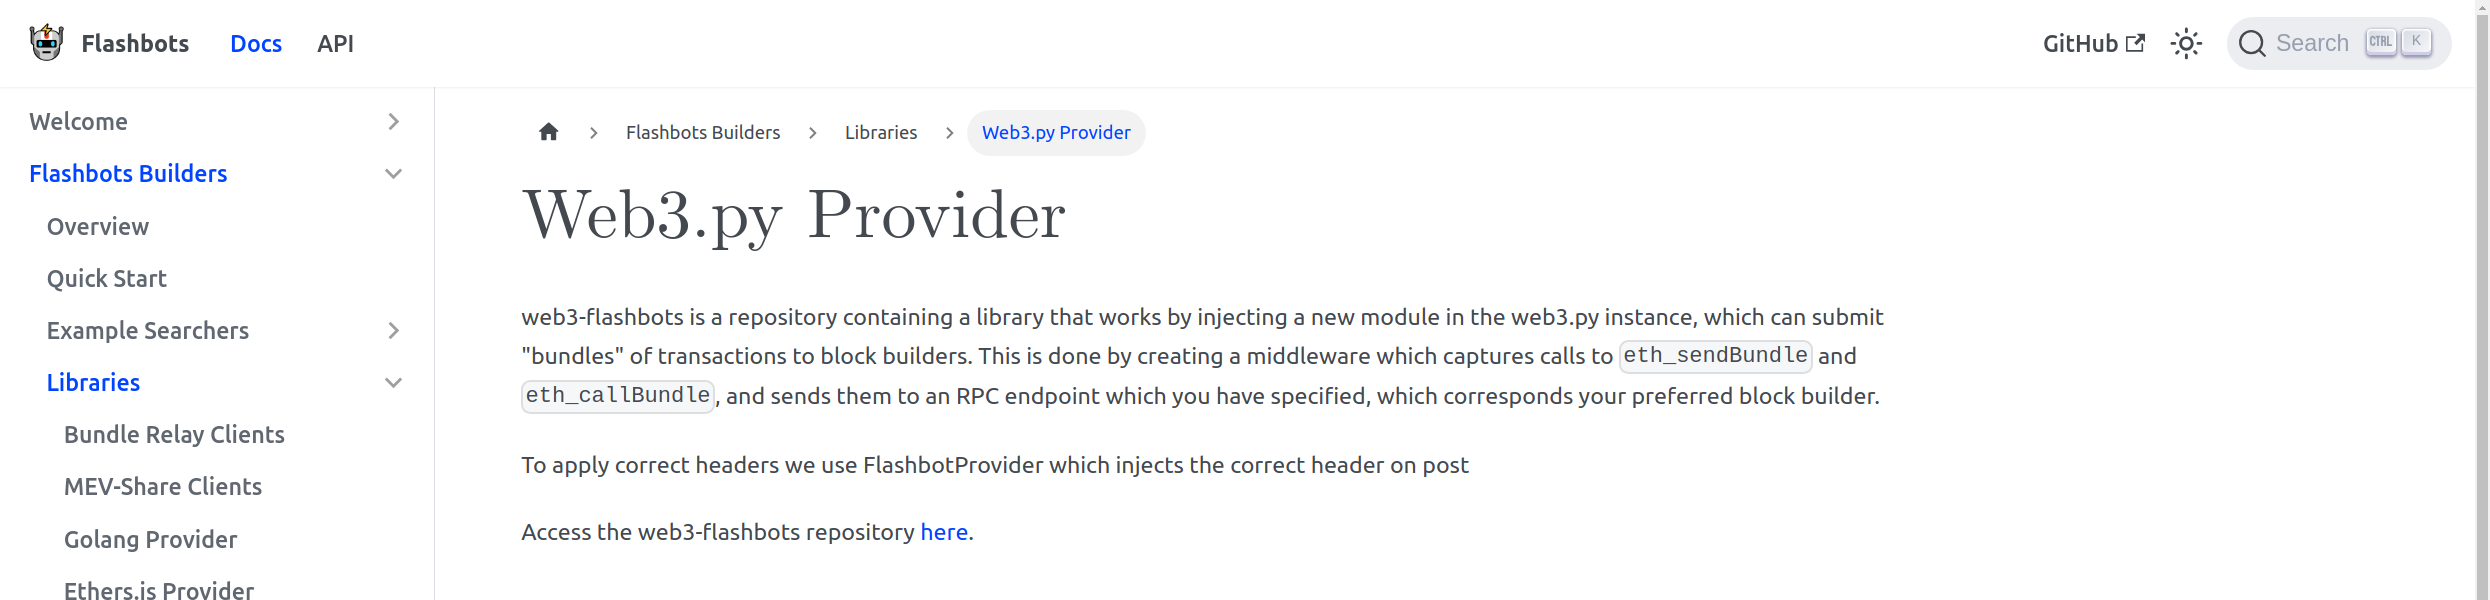 Flashbots Docs API GitHub Search CTRL K
Welcome
Flashbots Builders
Overview
Quick Start
Example Searchers
Libraries
Bundle Relay Clients
MEV-Share Clients
Golang Provider
Ethers.js Provider
Flashbots Builders Libraries Web3.py Provider
Web3.py Provider
web3-flashbots is a repository containing a library that works by injecting a new module in the web3.py instance, which can submit
"bundles" of transactions to block builders. This is done by creating a middleware which captures calls to eth_sendBundle and
eth_callBundle, and sends them to an RPC endpoint which you have specified, which corresponds your preferred block builder.
To apply correct headers we use FlashbotProvider which injects the correct header on post
Access the web3-flashbots repository here.